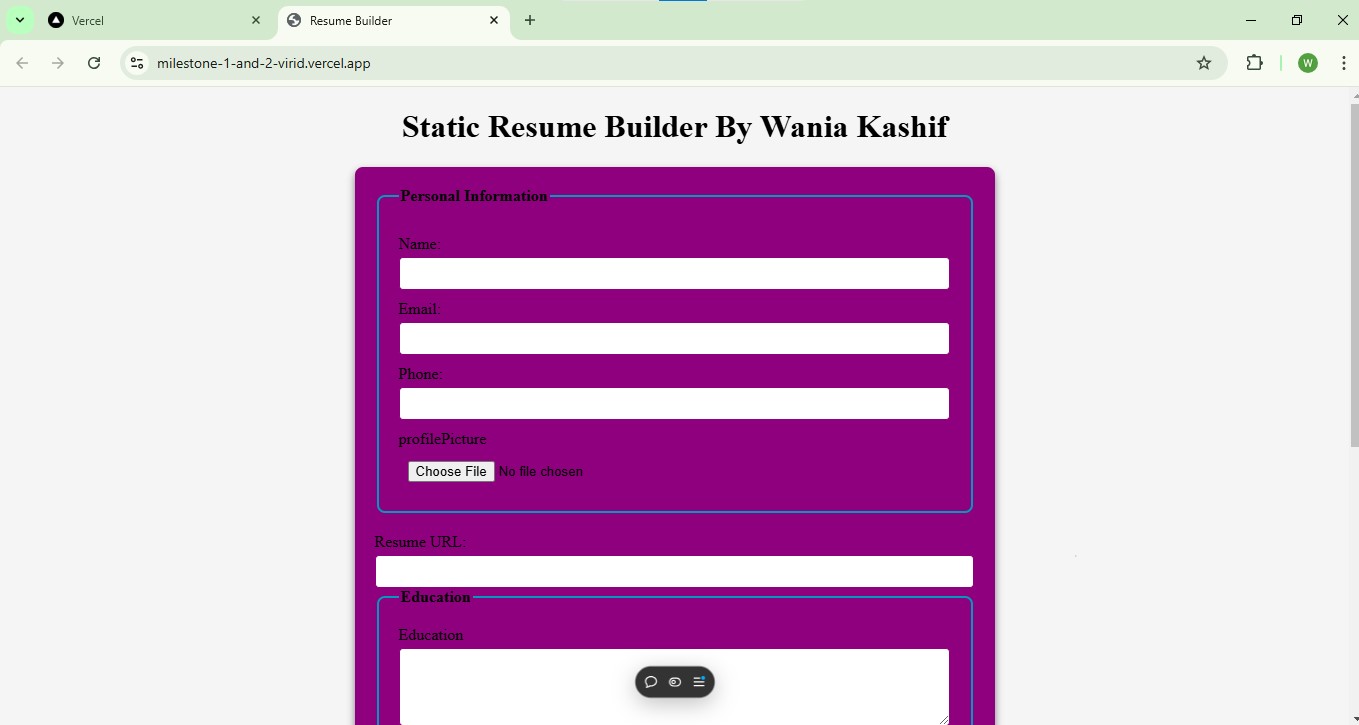 Vercel
Resume Builder
milestone-1-and-2-virid.vercel.app
W
Static Resume Builder By Wania Kashif
Personal Information
Name:
Email:
Phone:
profilePicture
Choose File No file chosen
Resume URL:
Education
Education